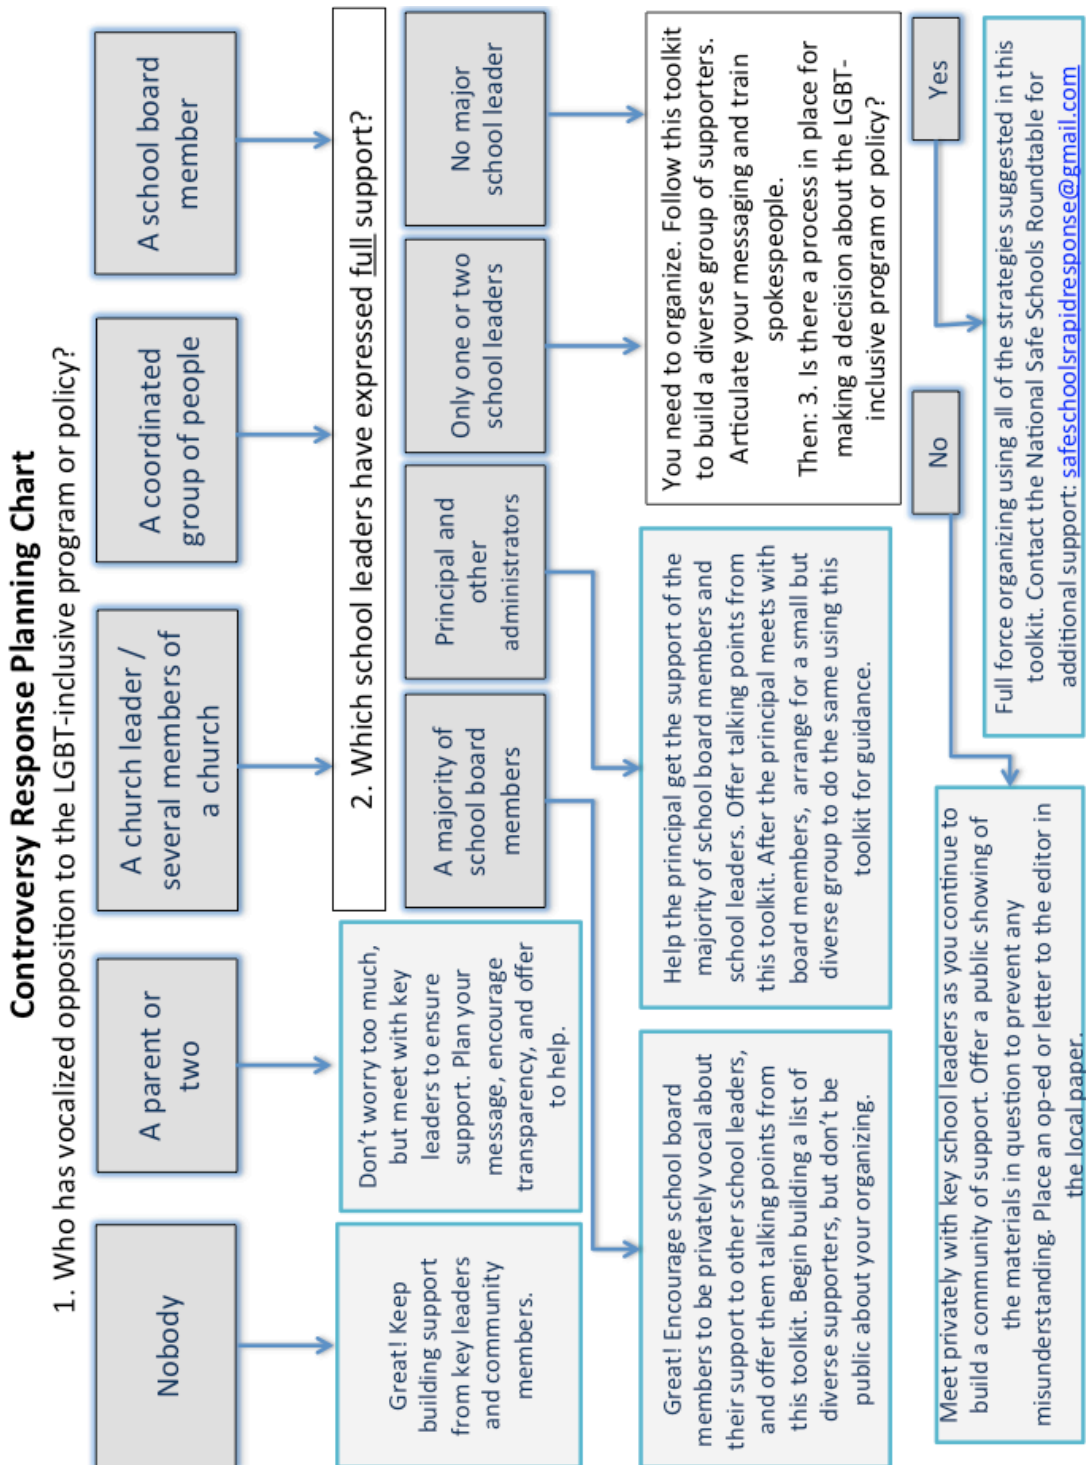 Controversy Response Planning Chart
1. Who has vocalized opposition to the LGBT-inclusive program or policy?
Nobody
A parent or
two
A church leader /
several members of
a church
A coordinated
group of people
A school board
member
Great! Keep
building support
from key leaders
and community
members.
Don't worry too much,
but meet with key
leaders to ensure
support. Plan your
message, encourage
transparency, and offer
to help.
2. Which school leaders have expressed full support?
A majority of
school board
members
Principal and
other
administrators
Only one or two
school leaders
No major
school leader
Great! Encourage school board
members to be privately vocal about
their support to other school leaders,
and offer them talking points from
this toolkit. Begin building a list of
diverse supporters, but don't be
public about your organizing.
Help the principal get the support of the
majority of school board members and
school leaders. Offer talking points from
this toolkit. After the principal meets with
board members, arrange for a small but
diverse group to do the same using this
toolkit for guidance.
You need to organize. Follow this toolkit
to build a diverse group of supporters.
Articulate your messaging and train
spokespeople.
Then: 3. Is there a process in place for
making a decision about the LGBT-
inclusive program or policy?
No
Yes
Meet privately with key school leaders as you continue to
build a community of support. Offer a public showing of
the materials in question to prevent any
misunderstanding. Place an op-ed or letter to the editor in
the local paper.
Full force organizing using all of the strategies suggested in this
toolkit. Contact the National Safe Schools Roundtable for
additional support: safeschoolsrapidresponse@gmail.com